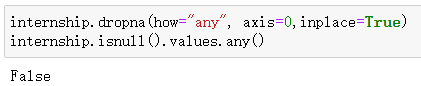 internship.dropna(how="any", axis=0,inplace=True)
internship.isnull().values.any()
False